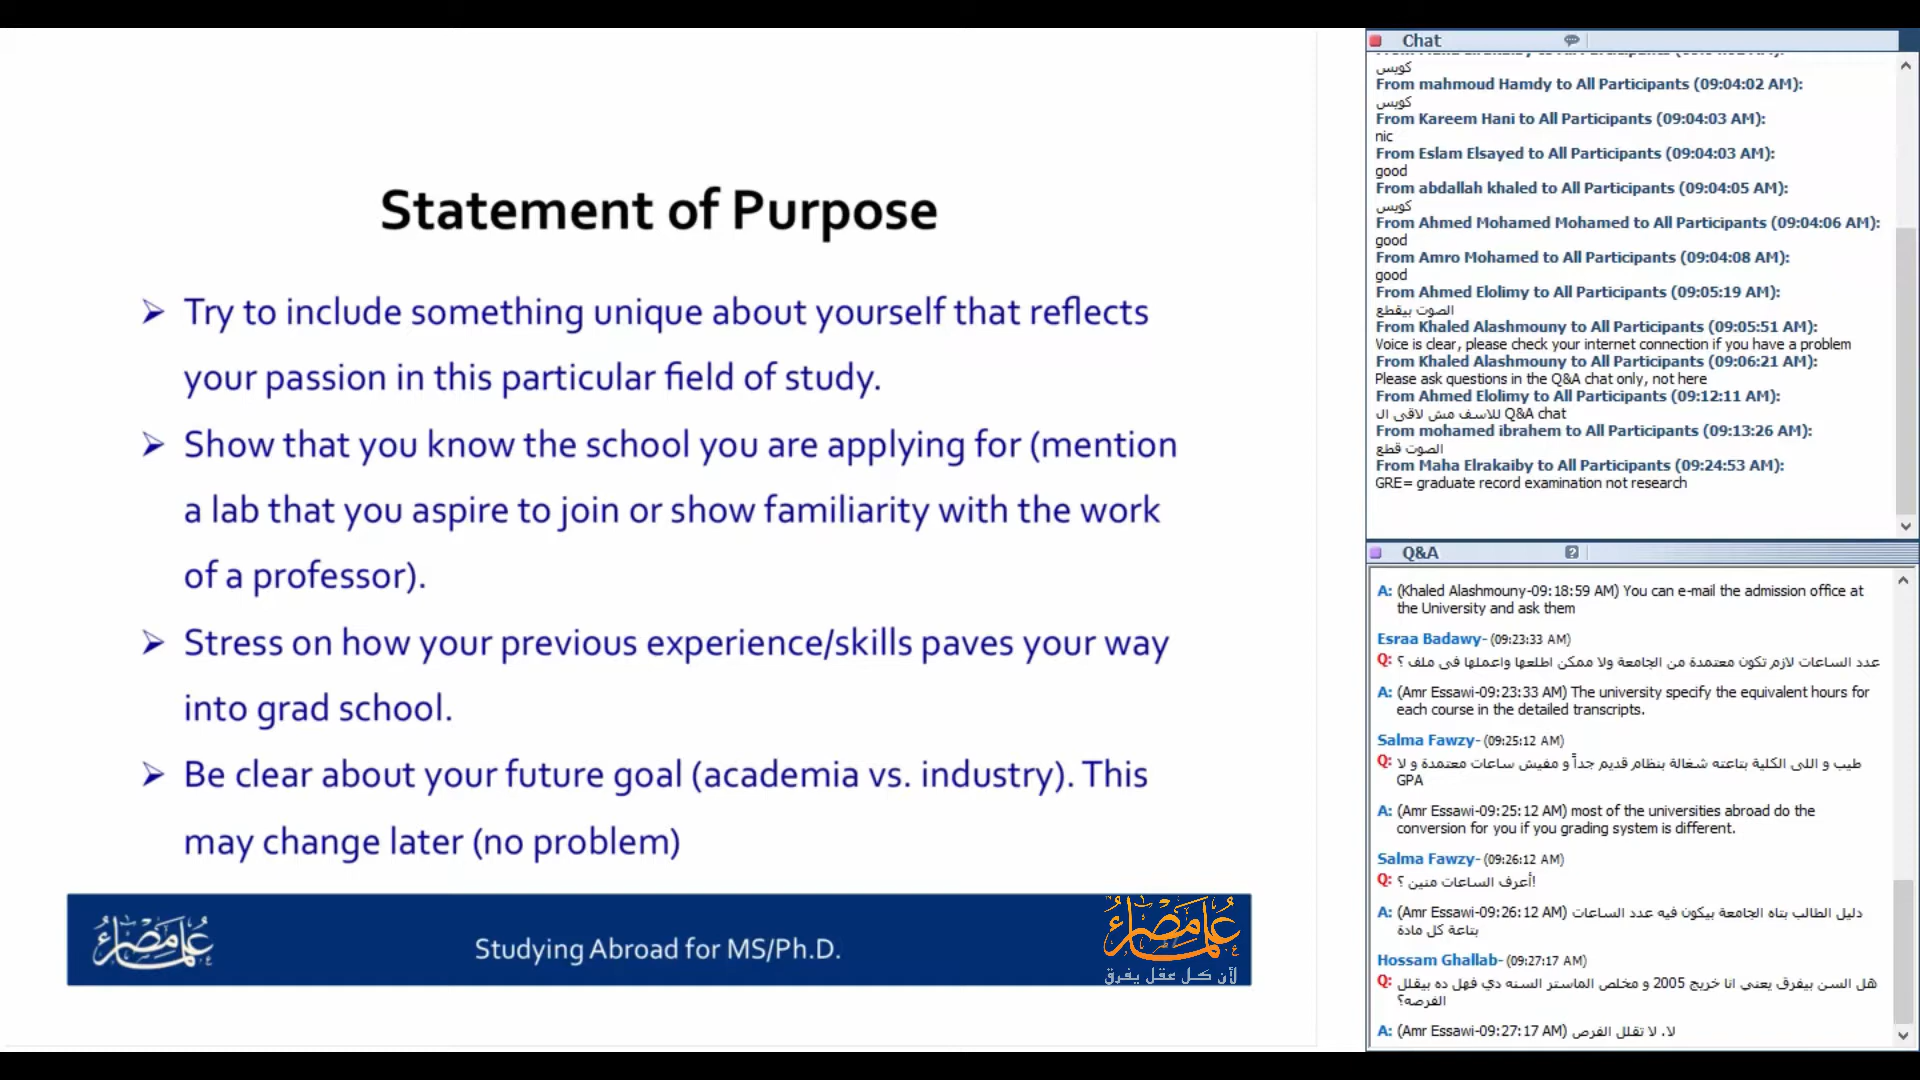 Statement of Purpose
Try to include something unique about yourself that reflects
your passion in this particular field of study.
Show that you know the school you are applying for (mention
a lab that you aspire to join or show familiarity with the work
of a professor).
Stress on how your previous experience/skills paves your way
into grad school.
Be clear about your future goal (academia vs. industry). This
may change later (no problem)
علماء مصر
Studying Abroad for MS/Ph.D.
علماء مصر
لأن كل عقل يفرق
Chat
كويس
From mahmoud Hamdy to All Participants (09:04:02 AM):
كويس
From Kareem Hani to All Participants (09:04:03 AM):
nic
From Eslam Elsayed to All Participants (09:04:03 AM):
good
From abdallah khaled to All Participants (09:04:05 AM):
كويس
From Ahmed Mohamed Mohamed to All Participants (09:04:06 AM):
good
From Amro Mohamed to All Participants (09:04:08 AM):
good
From Ahmed Elolimy to All Participants (09:05:19 AM):
الصوت بيقطع
From Khaled Alashmouny to All Participants (09:05:51 AM):
Voice is clear, please check your internet connection if you have a problem
From Khaled Alashmouny to All Participants (09:06:21 AM):
Please ask questions in the Q&A chat only, not here
From Ahmed Elolimy to All Participants (09:12:11 AM):
للاسف مش لاقى ال Q&A chat
From mohamed ibrahem to All Participants (09:13:26 AM):
الصوت قطع
From Maha Elrakaiby to All Participants (09:24:53 AM):
GRE= graduate record examination not research
Q&A
A: (Khaled Alashmouny-09:18:59 AM) You can e-mail the admission office at
the University and ask them
Esraa Badawy- (09:23:33 AM)
Q: عدد الساعات لازم تكون معتمدة من الجامعة ولا ممكن اطلعها واعملها فى ملف ؟
A: (Amr Essawi-09:23:33 AM) The university specify the equivalent hours for
each course in the detailed transcripts.
Salma Fawzy- (09:25:12 AM)
Q: طيب و اللى الكلية بتاعته شغالة بنظام قديم جداً و مفيش ساعات معتمدة و لا
GPA
A: (Amr Essawi-09:25:12 AM) most of the universities abroad do the
conversion for you if you grading system is different.
Salma Fawzy- (09:26:12 AM)
Q: أعرف الساعات منين ؟!
A: (Amr Essawi-09:26:12 AM) دليل الطالب بتاه الجامعة بيكون فيه عدد الساعات
بتاعة كل مادة
Hossam Ghallab- (09:27:17 AM)
Q: هل السن بيفرق يعني انا خريج 2005 و مخلص الماستر السنه دي فهل ده بيقلل
الفرصه؟
A: (Amr Essawi-09:27:17 AM) لا. لا تقلل الفرص